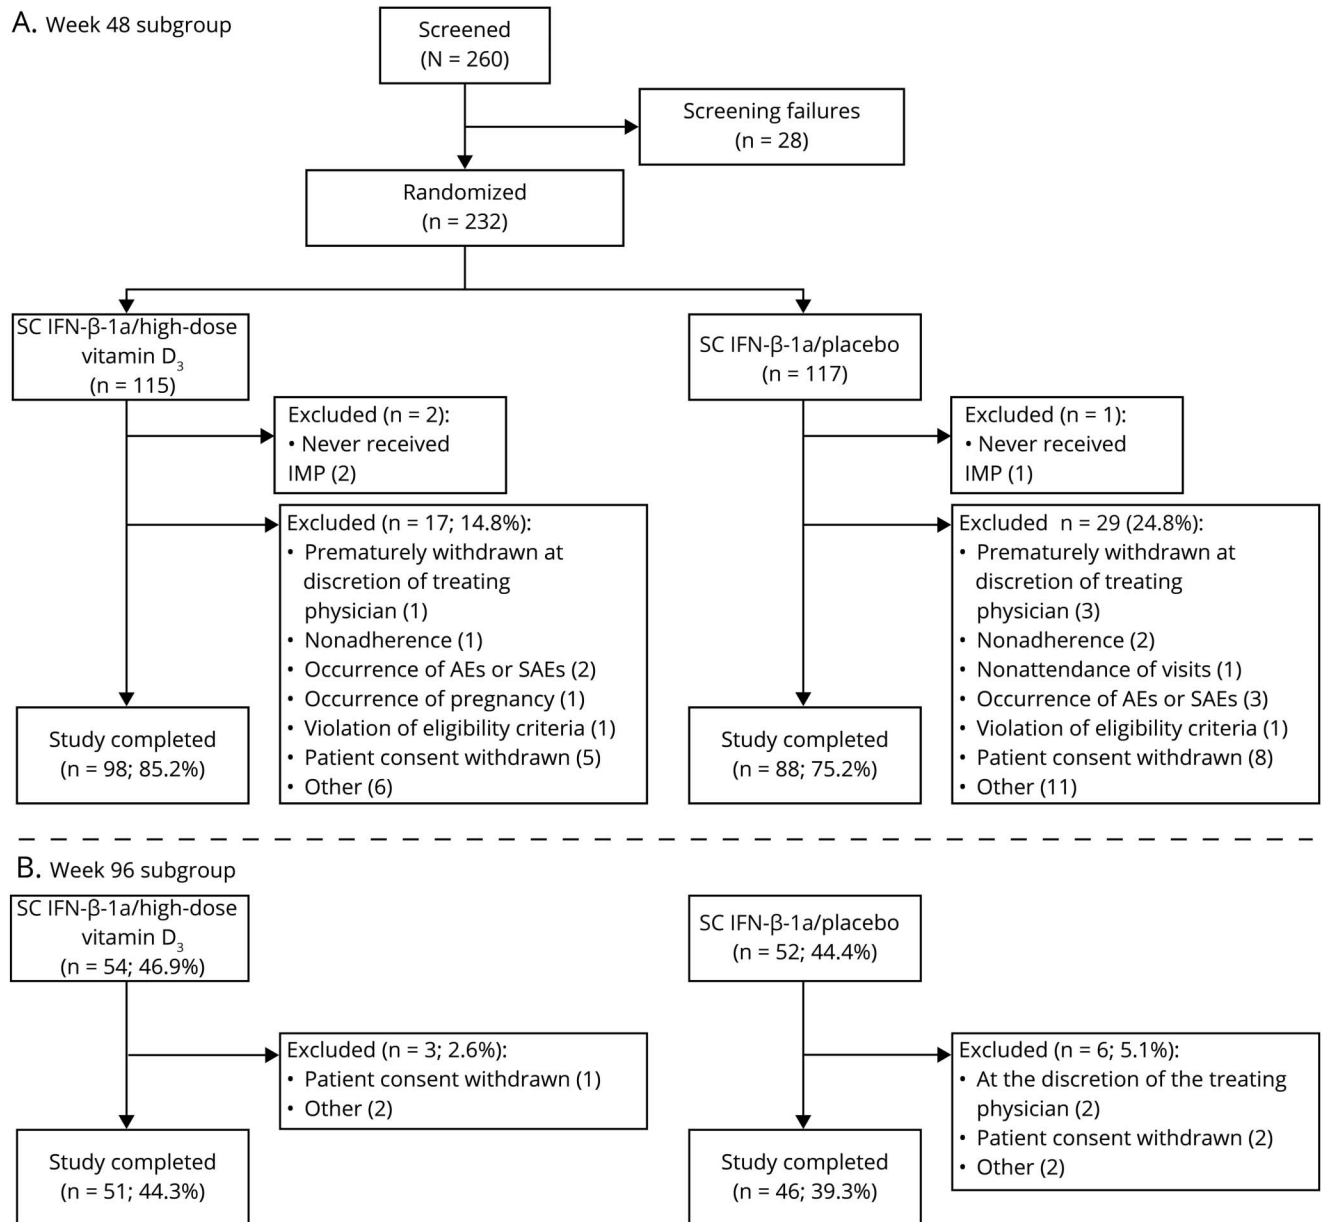 A. Week 48 subgroup
Screened
(N = 260)
Screening failures
(n = 28)
Randomized
(n = 232)
SC IFN-β-1a/high-dose
vitamin D3
(n = 115)
SC IFN-β-1a/placebo
(n = 117)
Excluded (n = 2):
• Never received
IMP (2)
Excluded (n = 1):
• Never received
IMP (1)
Excluded (n = 17; 14.8%):
• Prematurely withdrawn at
discretion of treating
physician (1)
• Nonadherence (1)
• Occurrence of AEs or SAEs (2)
• Occurrence of pregnancy (1)
• Violation of eligibility criteria (1)
• Patient consent withdrawn (5)
• Other (6)
Excluded n = 29 (24.8%):
• Prematurely withdrawn at
discretion of treating
physician (3)
• Nonadherence (2)
• Nonattendance of visits (1)
• Occurrence of AEs or SAEs (3)
• Violation of eligibility criteria (1)
• Patient consent withdrawn (8)
• Other (11)
Study completed
(n = 98; 85.2%)
Study completed
(n = 88; 75.2%)
B. Week 96 subgroup
SC IFN-β-1a/high-dose
vitamin D3
(n = 54; 46.9%)
SC IFN-β-1a/placebo
(n = 52; 44.4%)
Excluded (n = 3; 2.6%):
• Patient consent withdrawn (1)
• Other (2)
Excluded (n = 6; 5.1%):
• At the discretion of the treating
physician (2)
• Patient consent withdrawn (2)
• Other (2)
Study completed
(n = 51; 44.3%)
Study completed
(n = 46; 39.3%)